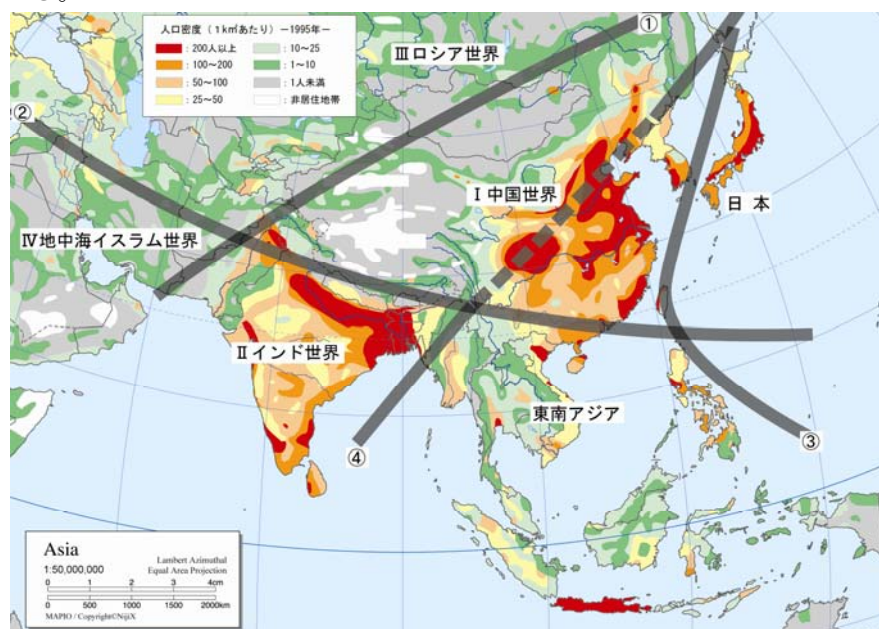 る。
人口密度（１k㎡あたり）－1995年－
：200人以上
：100～200
：50～100
：25～50
：10～25
：1～10
：1人未満
：非居住地帯
①
Ⅲロシア世界
②
Ⅰ中国世界
日 本
Ⅳ地中海イスラム世界
Ⅱインド世界
東南アジア
③
④
Asia
Lambert Azimuthal
Equal Area Projection
1:50,000,000
0 1 2 3 4cm
0 500 1000 1500 2000km
MAPIO / Copyright©NijiX